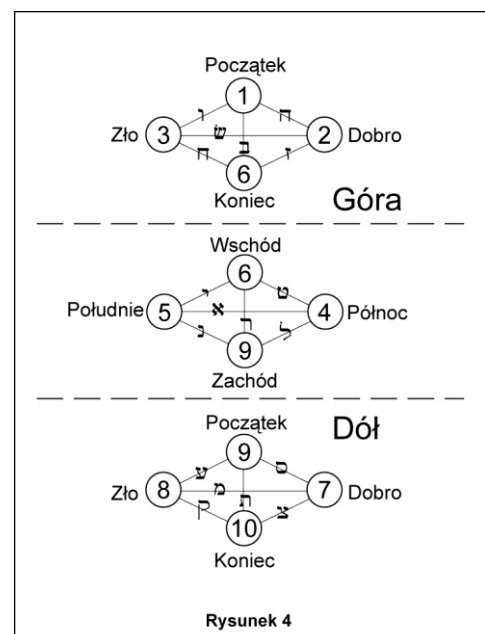 Początek
1
ו ה
Zło 3 שׂ 2 Dobro
ח ב ז
6
Koniec
Góra
Wschód
6
י ט
Południe 5 א 4 Północ
נ ר ל
9
Zachód
Dół
Początek
9
ע ס
Zło 8 מ 7 Dobro
ק ת צ
10
Koniec
Rysunek 4